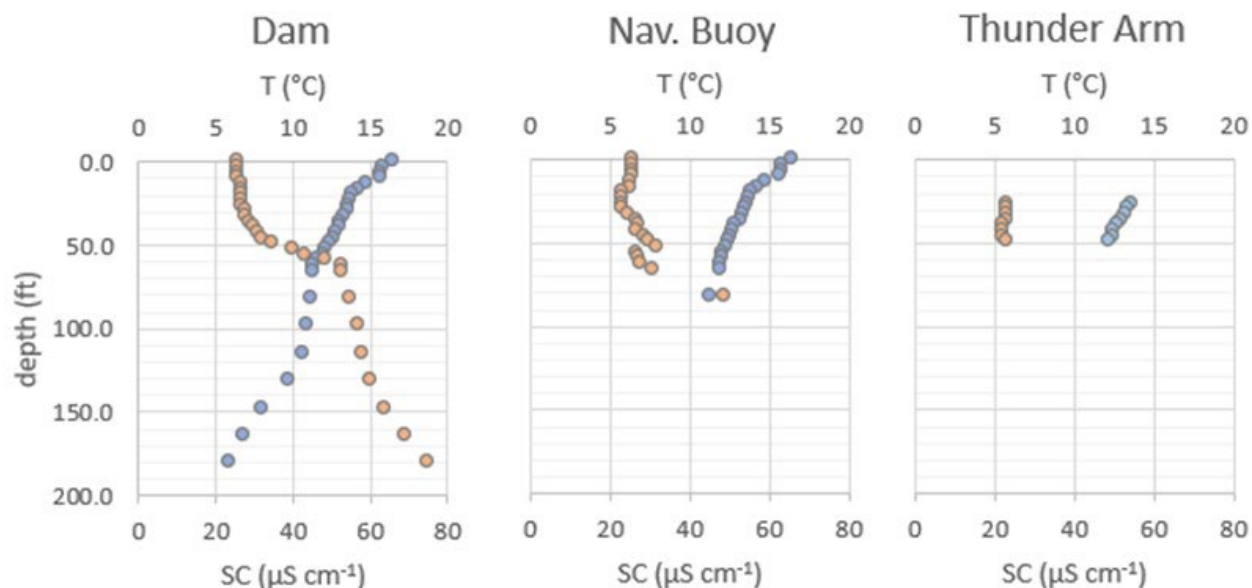 Dam
Nav. Buoy
Thunder Arm
T (°C)
T (°C)
T (°C)
0 5 10 15 20
0 5 10 15 20
0 5 10 15 20
0.0
50.0
100.0
150.0
200.0
depth (ft)
0 20 40 60 80
0 20 40 60 80
0 20 40 60 80
SC (µS cm⁻¹)
SC (µS cm⁻¹)
SC (µS cm⁻¹)